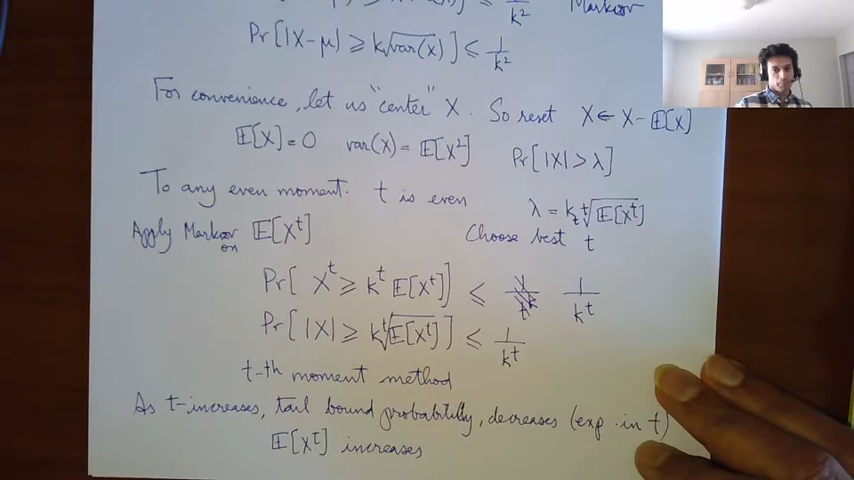 k² Markov
Pr[|X-μ| ⩾ k√var(X)] ⩽ 1/k²
For convenience, let us "center" X. So reset X ← X - 𝔼[X]
𝔼[X] = 0 var(X) = 𝔼[X²] Pr[|X| > λ]
To any even moment. t is even
λ = k_t ᵗ√𝔼[Xᵗ]
Apply Markov on 𝔼[Xᵗ] Choose best t
Pr[ Xᵗ ⩾ kᵗ 𝔼[Xᵗ]] ⩽ 1/kᵗ
Pr[|X| ⩾ k ᵗ√𝔼[Xᵗ]] ⩽ 1/kᵗ
t-th moment method
As t-increases, tail bound probability, decreases (exp. in t)
𝔼[Xᵗ] increases